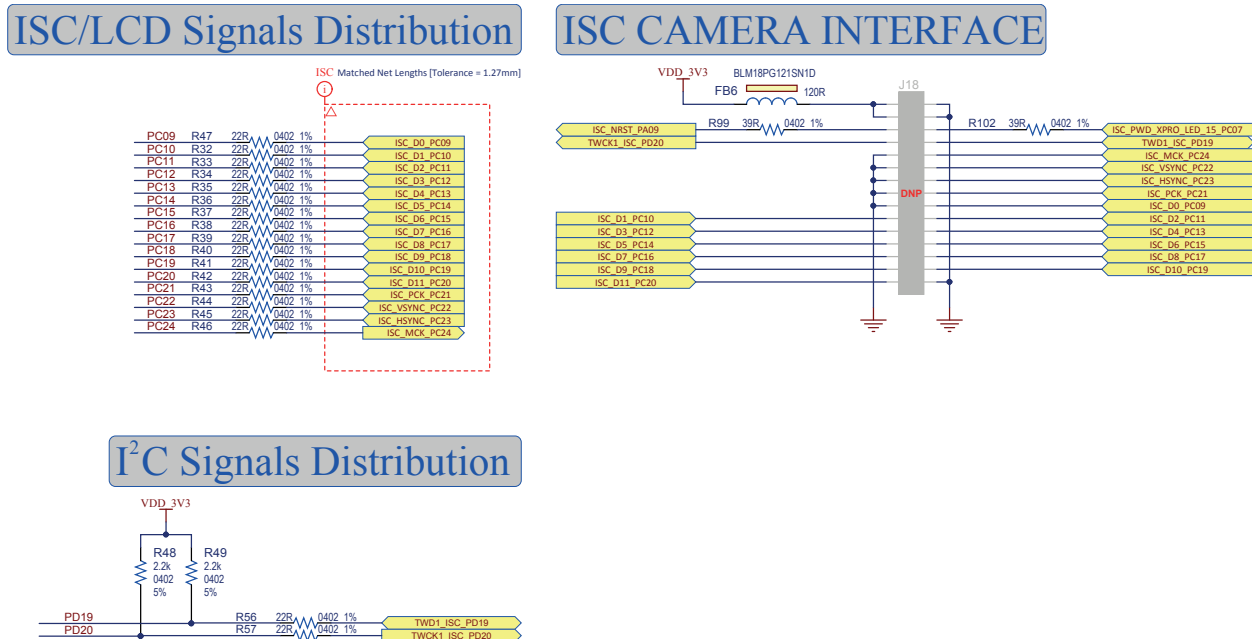 ISC/LCD Signals Distribution
ISC Matched Net Lengths [Tolerance = 1.27mm]
i
PC09 R47 22R 0402 1% ISC_D0_PC09
PC10 R32 22R 0402 1% ISC_D1_PC10
PC11 R33 22R 0402 1% ISC_D2_PC11
PC12 R34 22R 0402 1% ISC_D3_PC12
PC13 R35 22R 0402 1% ISC_D4_PC13
PC14 R36 22R 0402 1% ISC_D5_PC14
PC15 R37 22R 0402 1% ISC_D6_PC15
PC16 R38 22R 0402 1% ISC_D7_PC16
PC17 R39 22R 0402 1% ISC_D8_PC17
PC18 R40 22R 0402 1% ISC_D9_PC18
PC19 R41 22R 0402 1% ISC_D10_PC19
PC20 R42 22R 0402 1% ISC_D11_PC20
PC21 R43 22R 0402 1% ISC_PCK_PC21
PC22 R44 22R 0402 1% ISC_VSYNC_PC22
PC23 R45 22R 0402 1% ISC_HSYNC_PC23
PC24 R46 22R 0402 1% ISC_MCK_PC24
ISC CAMERA INTERFACE
VDD_3V3 BLM18PG121SN1D
FB6 120R
J18
ISC_NRST_PA09 R99 39R 0402 1% R102 39R 0402 1% ISC_PWD_XPRO_LED_15_PC07
TWCK1_ISC_PD20 TWD1_ISC_PD19
ISC_MCK_PC24
ISC_VSYNC_PC22
ISC_HSYNC_PC23
DNP ISC_PCK_PC21
ISC_D0_PC09
ISC_D1_PC10 ISC_D2_PC11
ISC_D3_PC12 ISC_D4_PC13
ISC_D5_PC14 ISC_D6_PC15
ISC_D7_PC16 ISC_D8_PC17
ISC_D9_PC18 ISC_D10_PC19
ISC_D11_PC20
I²C Signals Distribution
VDD_3V3
R48 R49
2.2k 2.2k
0402 0402
5% 5%
PD19 R56 22R 0402 1% TWD1_ISC_PD19
PD20 R57 22R 0402 1% TWCK1_ISC_PD20